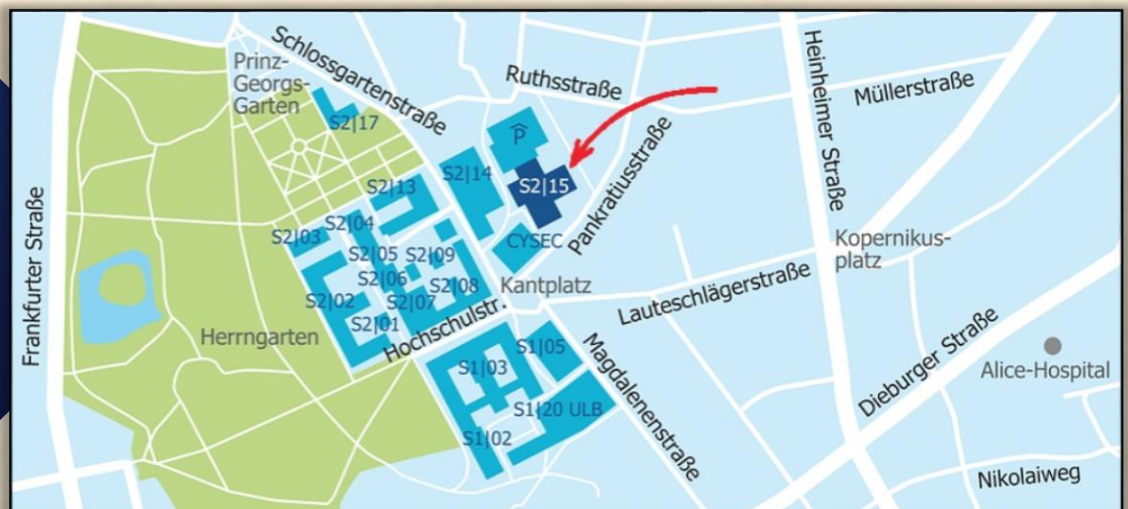 Schlossgartenstraße
Prinz-
Georgs-
Garten
S2|17
Ruthsstraße
P
Heinheimer Straße
Müllerstraße
Pankratiusstraße
S2|14
S2|15
S2|13
S2|04
S2|03
S2|05
S2|09
CYSEC
S2|06
S2|08
S2|02
S2|07
S2|01
Kantplatz
Hochschulstr.
Frankfurter Straße
Herrngarten
Kopernikus-
platz
Lauteschlägerstraße
S1|05
S1|03
Magdalenenstraße
Dieburger Straße
Alice-Hospital
S1|20 ULB
S1|02
Nikolaiweg